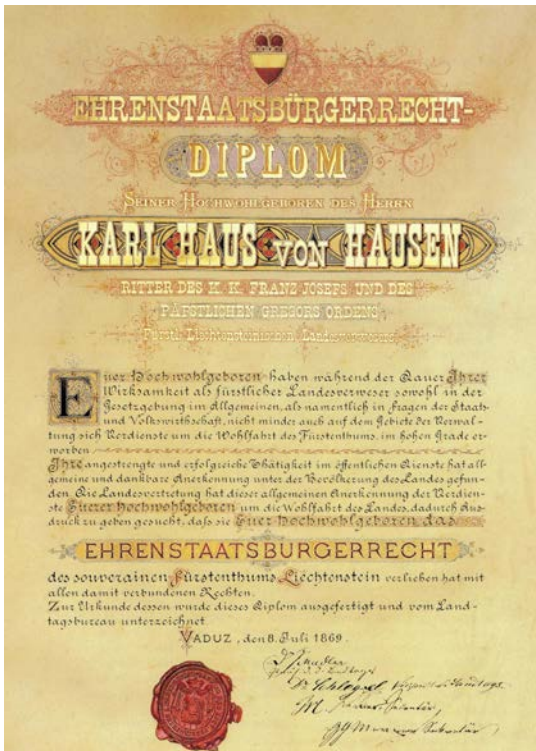 EHRENSTAATSBÜRGERRECHT-
DIPLOM
SEINER HOCHWOHLGEBOREN DES HERRN
KARL HAUS VON HAUSEN
RITTER DES K. K. FRANZ JOSEFS UND DES
PÄPSTLICHEN GREGORS ORDENS
Fürstl. Liechtensteinischen Landesverweser
Euer Hochwohlgeboren haben während der Dauer Ihrer
Wirksamkeit als fürstlicher Landesverweser sowohl in der
Gesetzgebung im Allgemeinen, als namentlich in Fragen der Staats-
und Volkswirthschaft, nicht minder auch auf dem Gebiete der Verwal-
tung sich Verdienste um die Wohlfahrt des Fürstenthums, im hohen Grade er-
worben
Ihre angestrengte und erfolgreiche Thätigkeit im öffentlichen Dienste hat all-
gemeine und dankbare Anerkennung unter der Bevölkerung des Landes gefun-
den. Die Landesvertretung hat dieser allgemeinen Anerkennung der Verdien-
ste Euerer Hochwohlgeboren um die Wohlfahrt des Landes, dadurch Aus-
druck zu geben gesucht, dass sie Euer Hochwohlgeboren das
EHRENSTAATSBURGERRECHT
des souverainen Fürstenthums Liechtenstein verliehen hat mit
allen damit verbundenen Rechten.
Zur Urkunde dessen wurde dieses Diplom ausgefertigt und vom Land-
tagsbureau unterzeichnet.
VADUZ, den 8. Juli 1869.
Dr. Schlegel